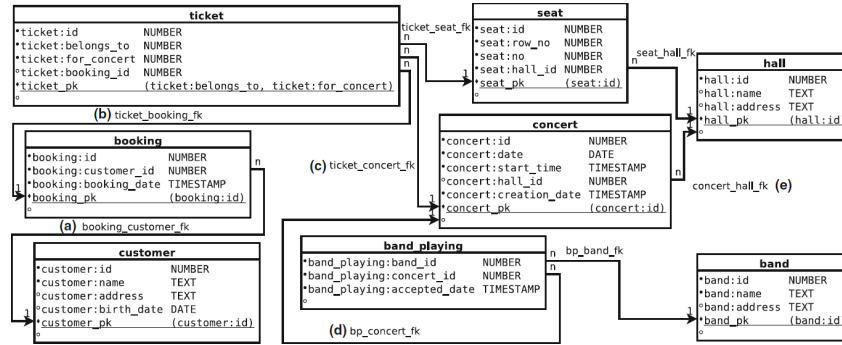 ticket
•ticket:id NUMBER
•ticket:belongs_to NUMBER
•ticket:for_concert NUMBER
○ticket:booking_id NUMBER
♦ticket_pk (ticket:belongs_to, ticket:for_concert)
○
n
n
n
ticket_seat_fk
1
seat
•seat:id NUMBER
•seat:row_no NUMBER
•seat:no NUMBER
•seat:hall_id NUMBER
♦seat_pk (seat:id)
○
n
seat_hall_fk
1
hall
•hall:id NUMBER
○hall:name TEXT
○hall:address TEXT
♦hall_pk (hall:id)
○
1
(b) ticket_booking_fk
booking
•booking:id NUMBER
•booking:customer_id NUMBER
•booking:booking_date TIMESTAMP
♦booking_pk (booking:id)
○
1
n
(c) ticket_concert_fk
1
concert
•concert:id NUMBER
•concert:date DATE
•concert:start_time TIMESTAMP
•concert:hall_id NUMBER
•concert:creation_date TIMESTAMP
♦concert_pk (concert:id)
○
1
n
concert_hall_fk (e)
(a) booking_customer_fk
customer
•customer:id NUMBER
•customer:name TEXT
○customer:address TEXT
○customer:birth_date DATE
♦customer_pk (customer:id)
○
1
band_playing
•band_playing:band_id NUMBER
•band_playing:concert_id NUMBER
•band_playing:accepted_date TIMESTAMP
○
n
n
bp_band_fk
(d) bp_concert_fk
1
band
•band:id NUMBER
•band:name TEXT
○band:address TEXT
♦band_pk (band:id)
○